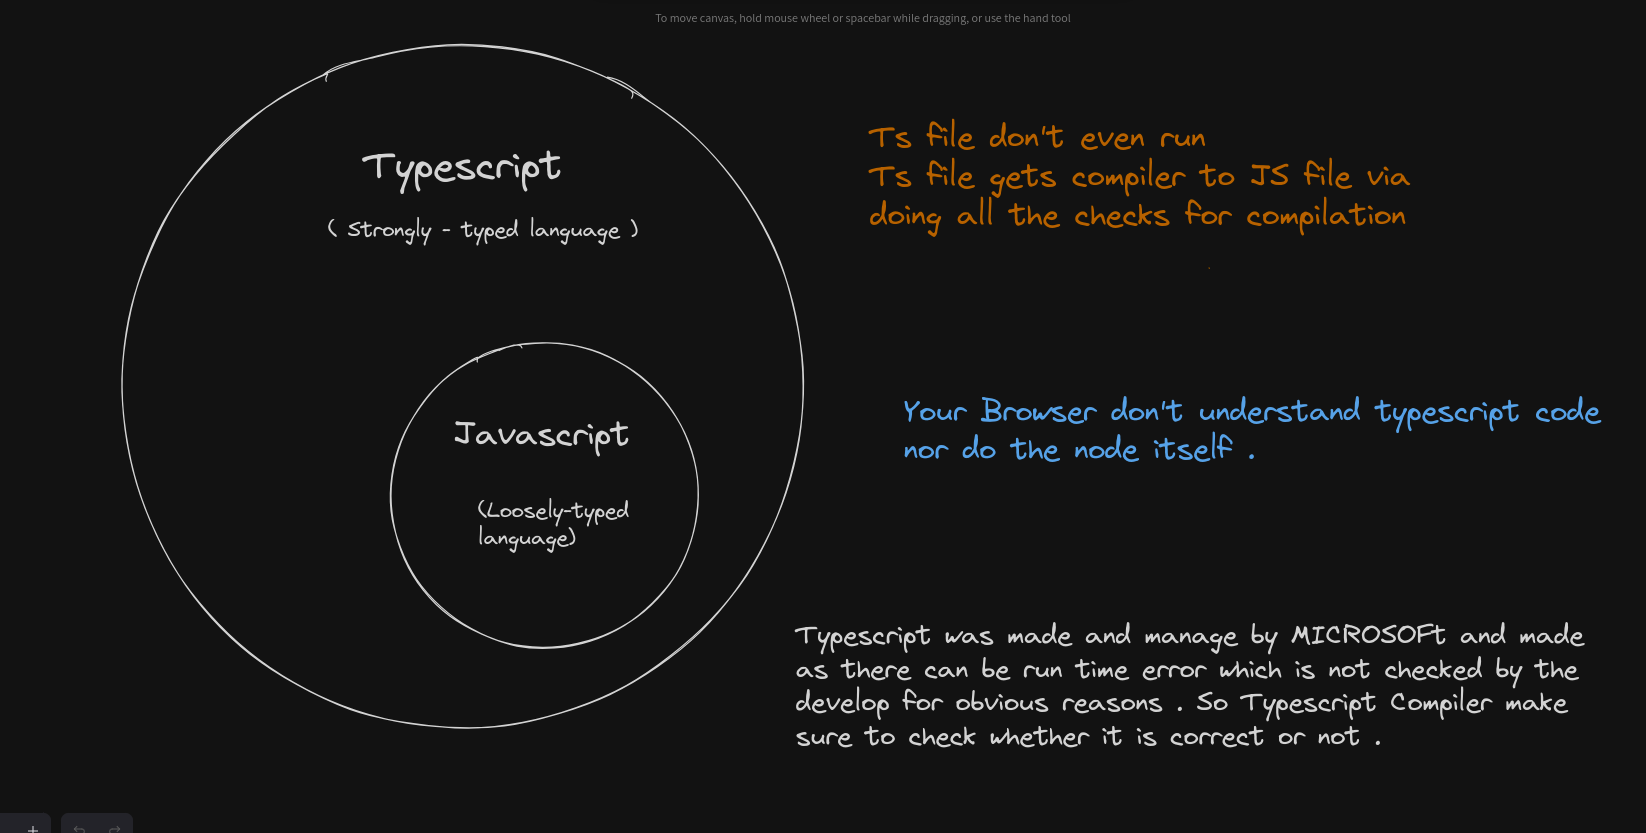 To move canvas, hold mouse wheel or spacebar while dragging, or use the hand tool
Typescript
( Strongly - typed language )
Javascript
(Loosely-typed
language)
Ts file don't even run
Ts file gets compiler to JS file via
doing all the checks for compilation
Your Browser don't understand typescript code
nor do the node itself .
Typescript was made and manage by MICROSOFt and made
as there can be run time error which is not checked by the
develop for obvious reasons . So Typescript Compiler make
sure to check whether it is correct or not .